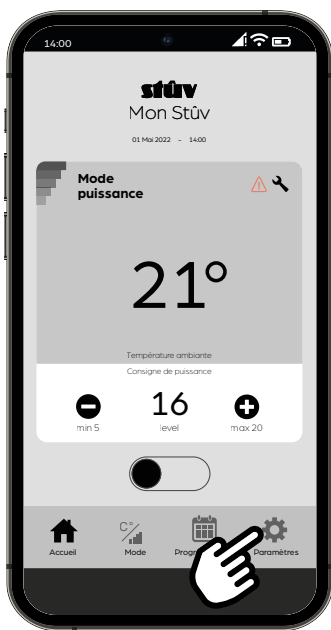 14:00
stûv
Mon Stûv
01 Mai 2022 - 14:00
Mode
puissance
21°
Température ambiante
Consigne de puissance
16
min 5 level max 20
C°
Accueil Mode Paramètres